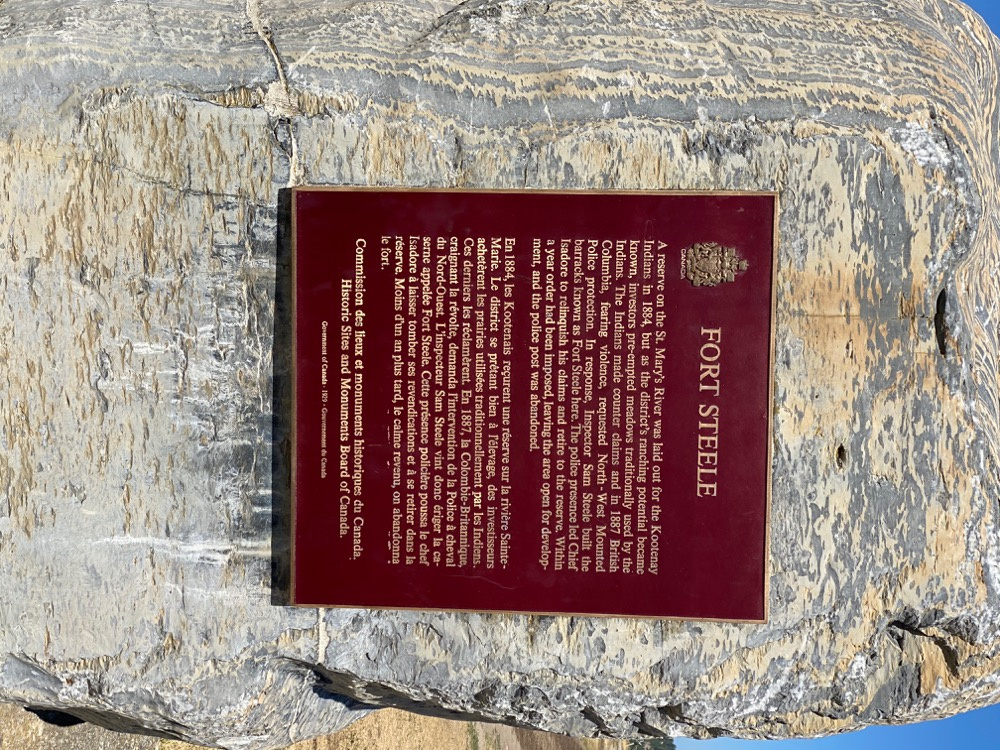 CANADA
FORT STEELE
A reserve on the St. Mary's River was laid out for the Kootenay
Indians in 1884, but as the district's ranching potential became
known, investors pre-empted meadows traditionally used by the
Indians. The Indians made counter claims and in 1887 British
Columbia, fearing violence, requested North West Mounted
Police protection. In response, Inspector Sam Steele built the
barracks known as Fort Steele here. The police presence led Chief
Isadore to relinquish his claims and retire to the reserve. Within
a year order had been imposed, leaving the area open for develop-
ment, and the police post was abandoned.
En 1884, les Kootenais reçurent une réserve sur la rivière Sainte-
Marie. Le district se prêtant bien à l'élevage, des investisseurs
achetèrent les prairies utilisées traditionnellement par les Indiens.
Ces derniers les réclamèrent. En 1887, la Colombie-Britannique,
craignant la révolte, demanda l'intervention de la Police à cheval
du Nord-Ouest. L'inspecteur Sam Steele vint donc ériger la ca-
serne appelée Fort Steele. Cette présence policière poussa le chef
Isadore à laisser tomber ses revendications et à se retirer dans la
réserve. Moins d'un an plus tard, le calme revenu, on abandonna
le fort.
Commission des lieux et monuments historiques du Canada.
Historic Sites and Monuments Board of Canada.
Government of Canada - - Gouvernement du Canada